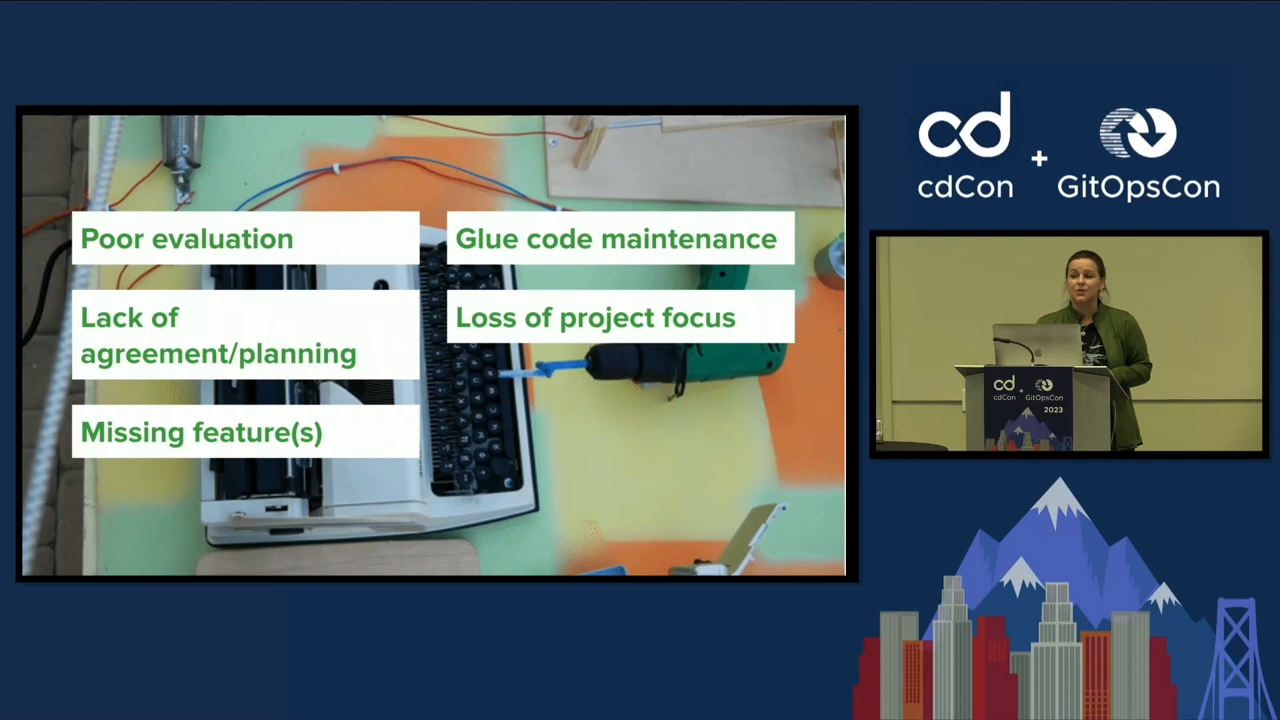 Poor evaluation
Glue code maintenance
Lack of
agreement/planning
Loss of project focus
Missing feature(s)
cd
cdCon
+
GitOpsCon
cd
cdCon
+
GitOpsCon
2023